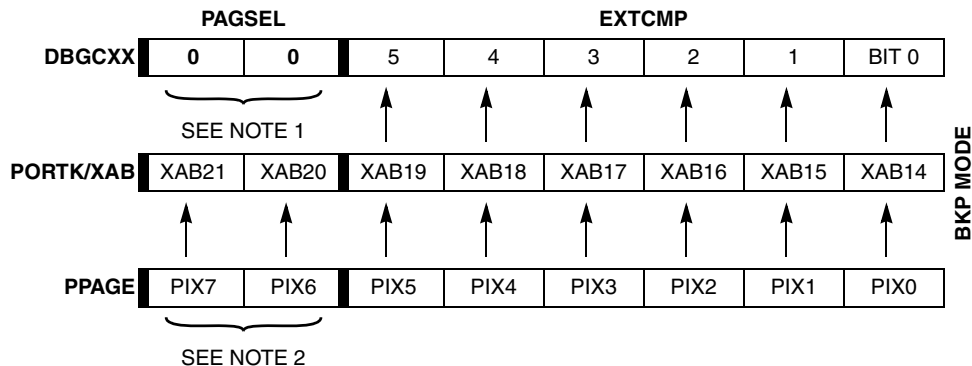 PAGSEL EXTCMP
DBGCXX 0 0 5 4 3 2 1 BIT 0
SEE NOTE 1
PORTK/XAB XAB21 XAB20 XAB19 XAB18 XAB17 XAB16 XAB15 XAB14
BKP MODE
PPAGE PIX7 PIX6 PIX5 PIX4 PIX3 PIX2 PIX1 PIX0
SEE NOTE 2